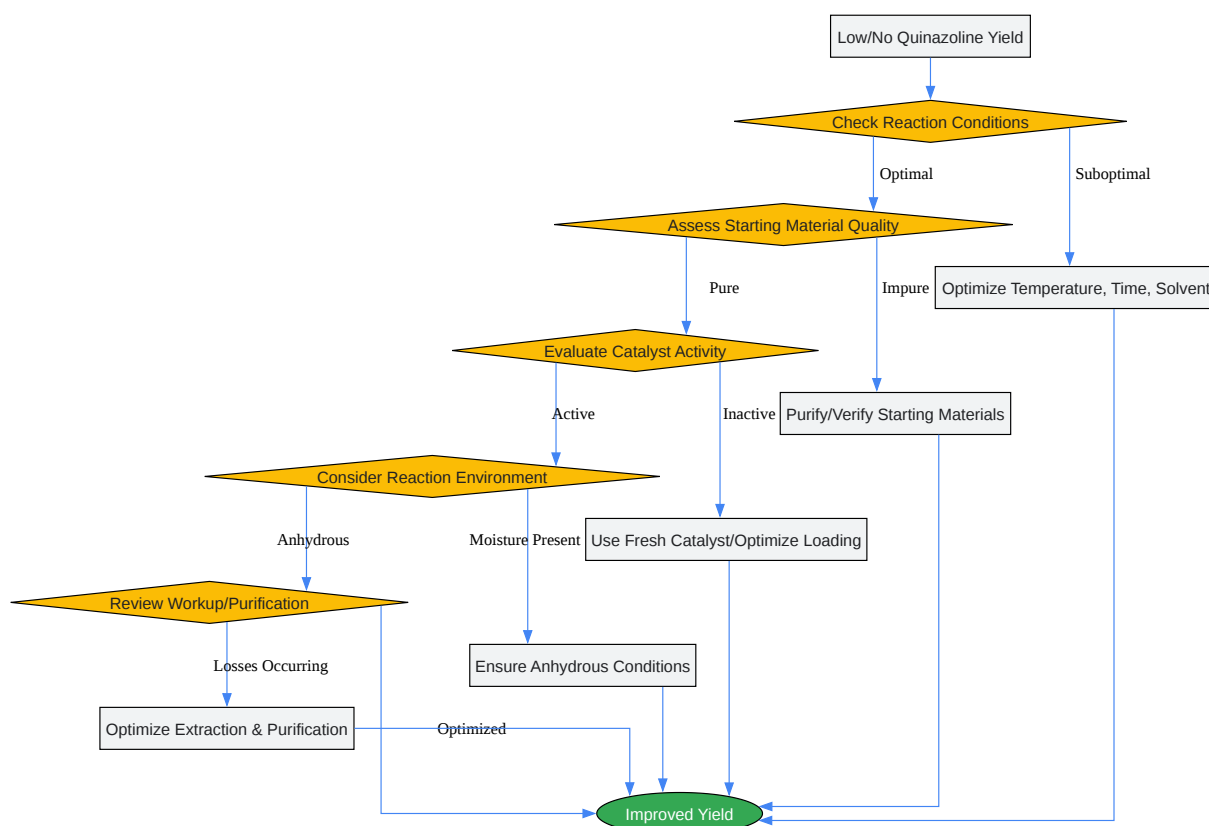 Low/No Quinazoline Yield
Check Reaction Conditions
Optimal
Suboptimal
Assess Starting Material Quality
Pure
Impure
Optimize Temperature, Time, Solvent
Evaluate Catalyst Activity
Active
Inactive
Purify/Verify Starting Materials
Consider Reaction Environment
Anhydrous
Moisture Present
Use Fresh Catalyst/Optimize Loading
Review Workup/Purification
Losses Occurring
Ensure Anhydrous Conditions
Optimize Extraction & Purification
Optimized
Improved Yield